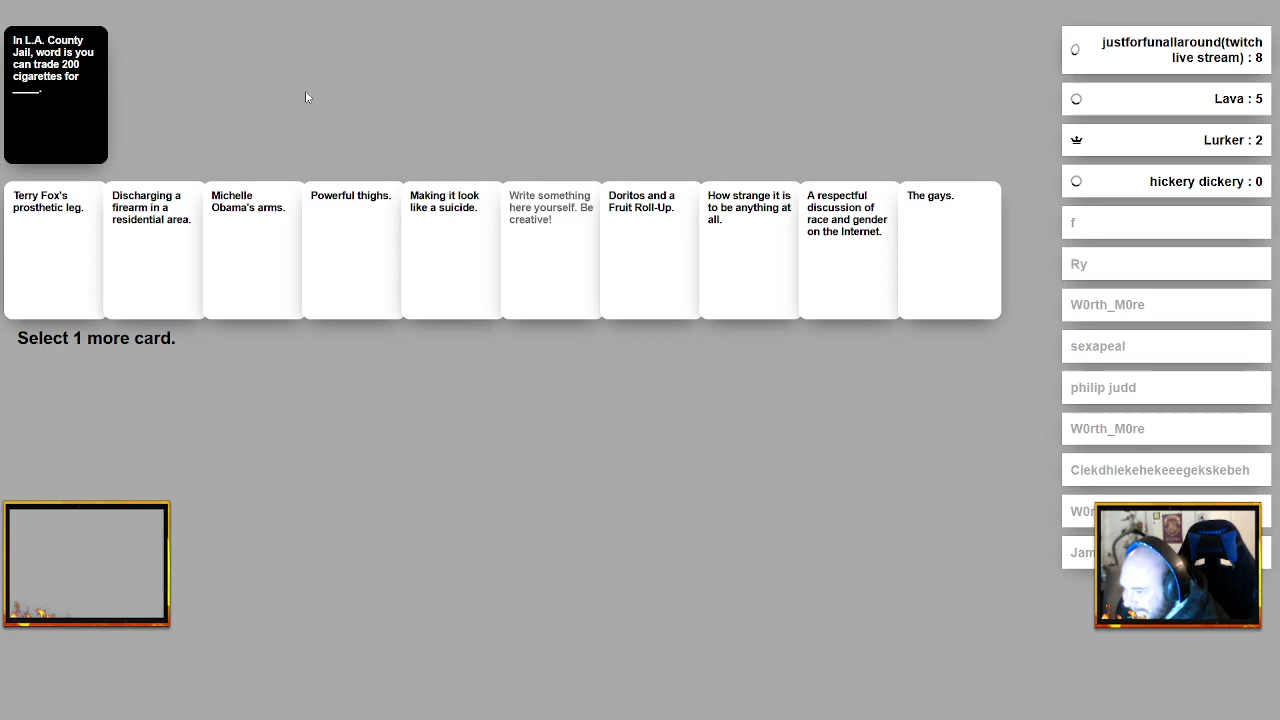 In L.A. County
Jail, word is you
can trade 200
cigarettes for
____.
Terry Fox's
prosthetic leg.
Discharging a
firearm in a
residential area.
Michelle
Obama's arms.
Powerful thighs.
Making it look
like a suicide.
Write something
here yourself. Be
creative!
Doritos and a
Fruit Roll-Up.
How strange it is
to be anything at
all.
A respectful
discussion of
race and gender
on the Internet.
The gays.
Select 1 more card.
justforfunallaround(twitch
live stream) : 8
Lava : 5
Lurker : 2
hickery dickery : 0
f
Ry
W0rth_M0re
sexapeal
philip judd
W0rth_M0re
Ciekdhiekehekeeegekskebeh
W0r
Jam